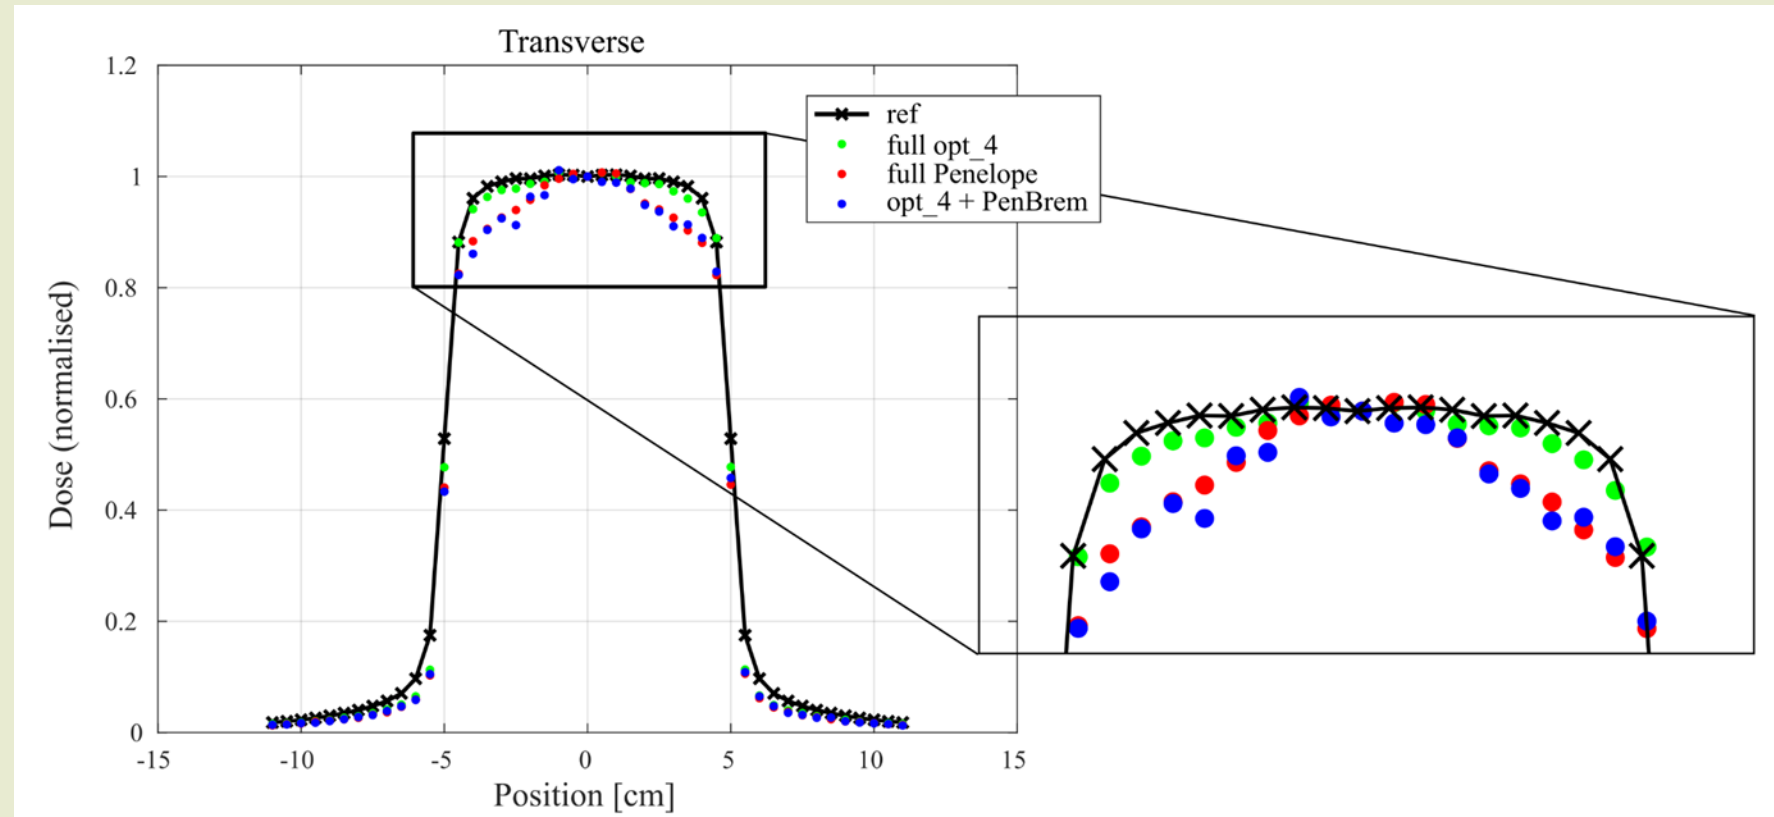 Transverse
1.2
1
0.8
0.6
0.4
0.2
0
Dose (normalised)
-15
-10
-5
0
5
10
15
Position [cm]
ref
full opt_4
full Penelope
opt_4 + PenBrem